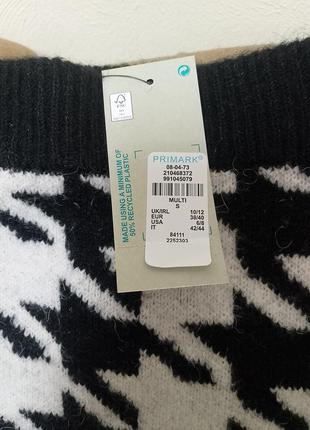 MADE USING A MINIMUM OF
50% RECYCLED PLASTIC
PRIMARK®
08-04-73
210468372
991045079
MULTI
S
UK/IRL 10/12
EUR 38/40
USA 6/8
IT 42/44
84111
2252303